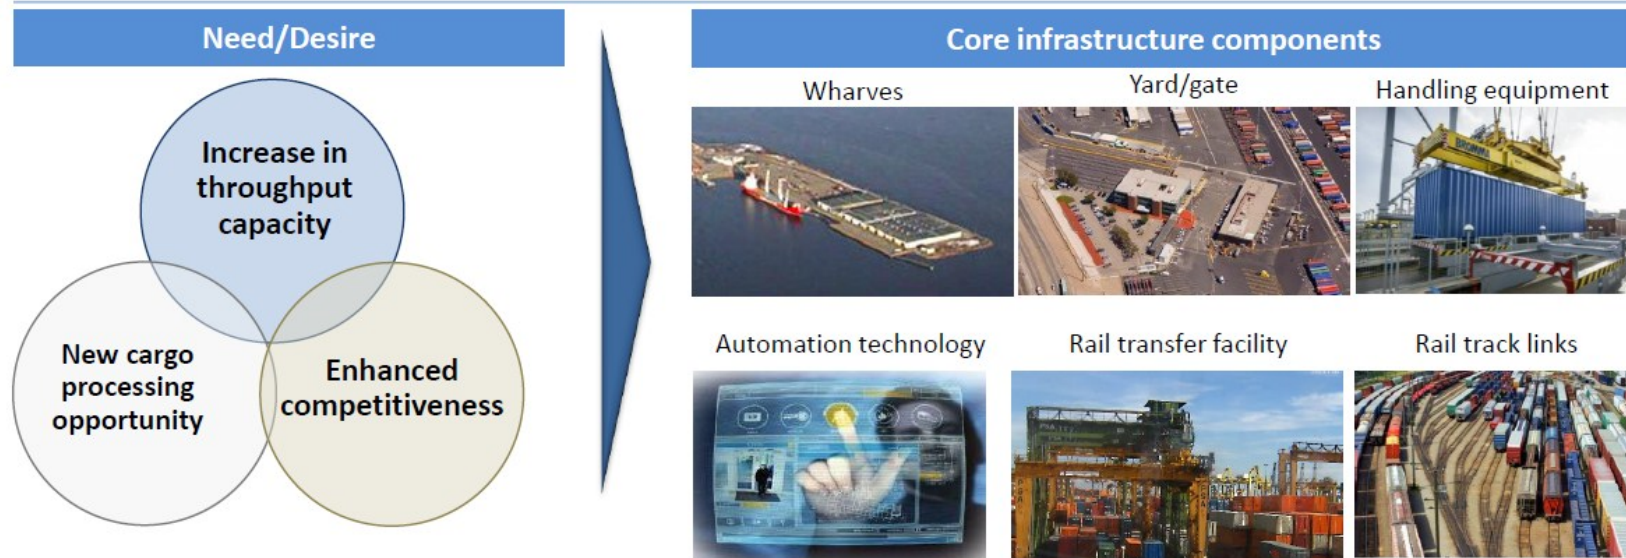 Need/Desire
Increase in
throughput
capacity
New cargo
processing
opportunity
Enhanced
competitiveness
Core infrastructure components
Wharves
Yard/gate
Handling equipment
BROMMA
Automation technology
Rail transfer facility
Rail track links